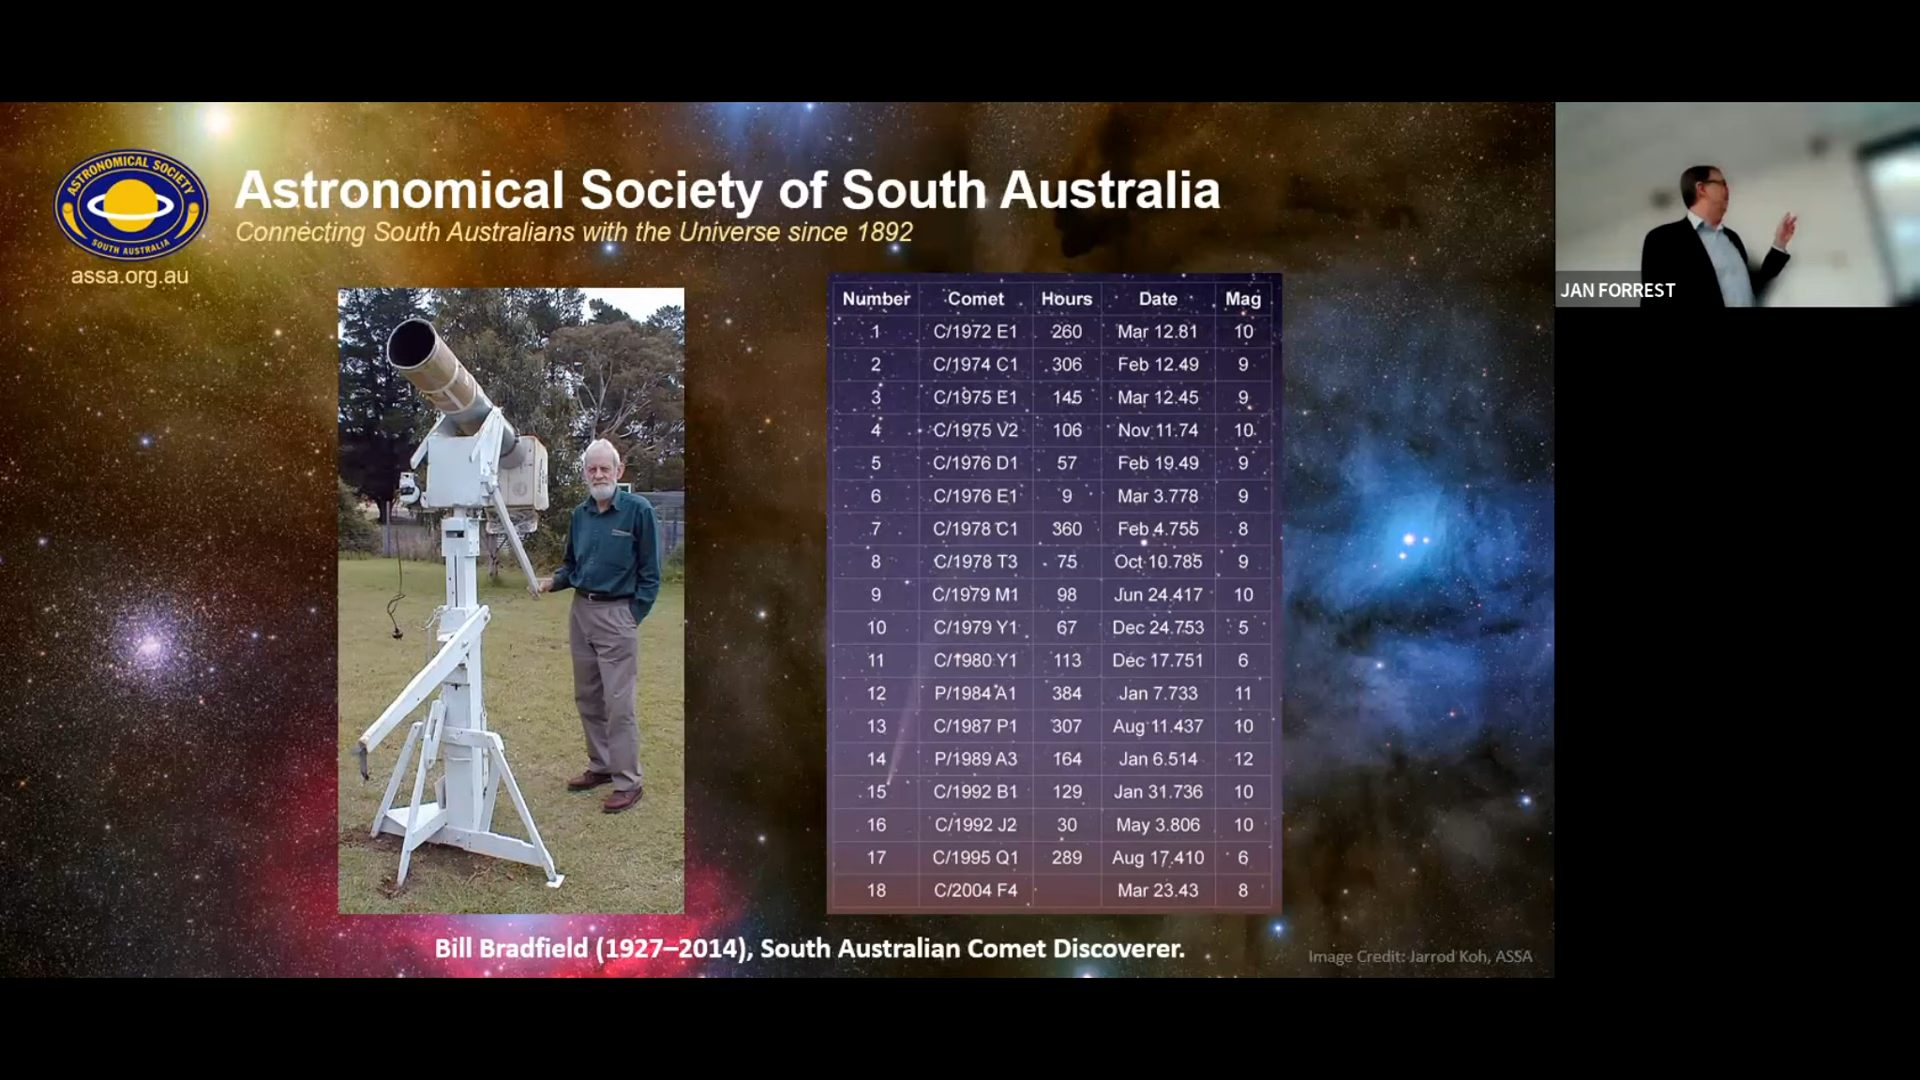 ASTRONOMICAL SOCIETY
SOUTH AUSTRALIA
assa.org.au
Astronomical Society of South Australia
Connecting South Australians with the Universe since 1892
Number Comet Hours Date Mag
1 C/1972 E1 260 Mar 12.81 10
2 C/1974 C1 306 Feb 12.49 9
3 C/1975 E1 145 Mar 12.45 9
4 C/1975 V2 106 Nov 11.74 10
5 C/1976 D1 57 Feb 19.49 9
6 C/1976 E1 9 Mar 3.778 9
7 C/1978 C1 360 Feb 4.755 8
8 C/1978 T3 75 Oct 10.785 9
9 C/1979 M1 98 Jun 24.417 10
10 C/1979 Y1 67 Dec 24.753 5
11 C/1980 Y1 113 Dec 17.751 6
12 P/1984 A1 384 Jan 7.733 11
13 C/1987 P1 307 Aug 11.437 10
14 P/1989 A3 164 Jan 6.514 12
15 C/1992 B1 129 Jan 31.736 10
16 C/1992 J2 30 May 3.806 10
17 C/1995 Q1 289 Aug 17.410 6
18 C/2004 F4 Mar 23.43 8
Bill Bradfield (1927–2014), South Australian Comet Discoverer.
Image Credit: Jarrod Koh, ASSA
JAN FORREST